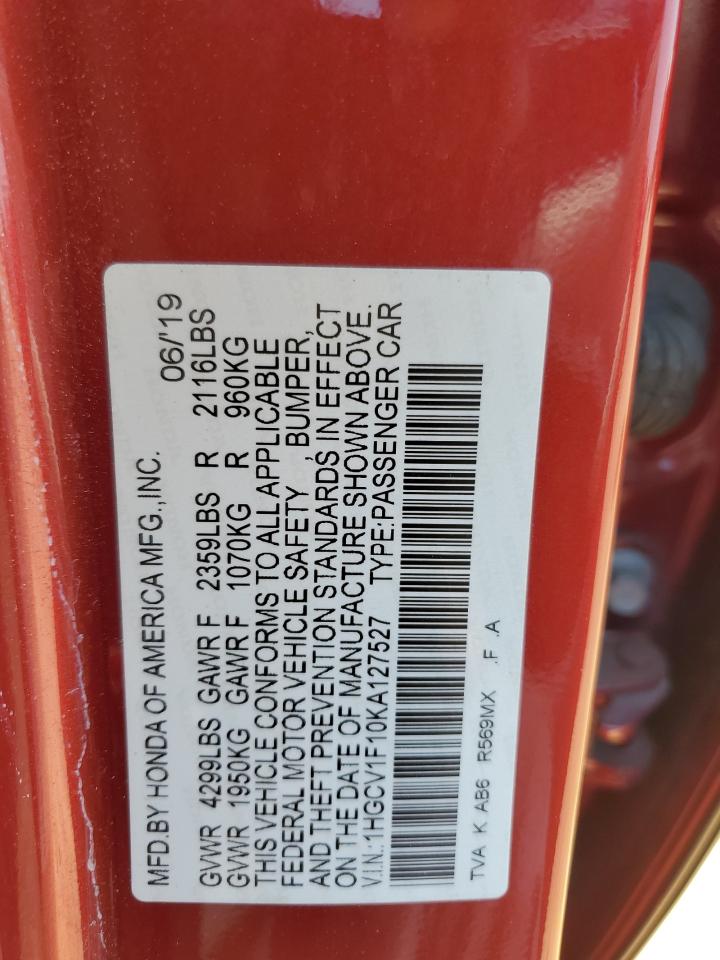 MFD.BY HONDA OF AMERICA MFG.,INC. 06/'19
GVWR 4299LBS GAWR F 2359LBS R 2116LBS
GVWR 1950KG GAWR F 1070KG R 960KG
THIS VEHICLE CONFORMS TO ALL APPLICABLE
FEDERAL MOTOR VEHICLE SAFETY , BUMPER,
AND THEFT PREVENTION STANDARDS IN EFFECT
ON THE DATE OF MANUFACTURE SHOWN ABOVE.
V.I.N.:1HGCV1F10KA127527 TYPE:PASSENGER CAR
TVA K AB6 R569MX .F .A